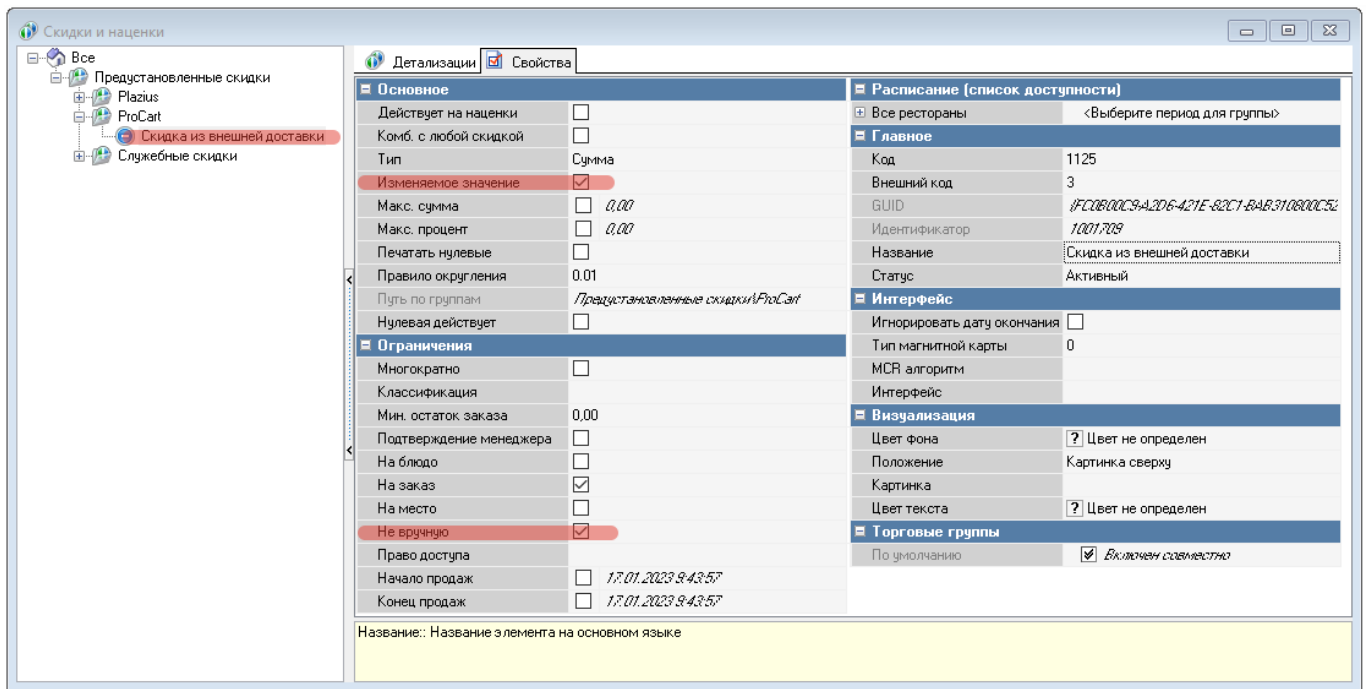 Скидки и наценки
Все
Предустановленные скидки
Plazius
ProCart
Скидка из внешней доставки
Служебные скидки
Детализации Свойства
Основное
Действует на наценки
Комб. с любой скидкой
Тип Сумма
Изменяемое значение
Макс. сумма 0,00
Макс. процент 0,00
Печатать нулевые
Правило округления 0.01
Путь по группам Предустановленные скидки\ProCart
Нулевая действует
Ограничения
Многократно
Классификация
Мин. остаток заказа 0,00
Подтверждение менеджера
На блюдо
На заказ
На место
Не вручную
Право доступа
Начало продаж 17.01.2023 9:43:57
Конец продаж 17.01.2023 9:43:57
Расписание (список доступности)
Все рестораны <Выберите период для группы>
Главное
Код 1125
Внешний код 3
GUID {FC0B00C9-A2D6-421E-82C1-BAB310800C52
Идентификатор 1001709
Название Скидка из внешней доставки
Статус Активный
Интерфейс
Игнорировать дату окончания
Тип магнитной карты 0
MCR алгоритм
Интерфейс
Визуализация
Цвет фона ? Цвет не определен
Положение Картинка сверху
Картинка
Цвет текста ? Цвет не определен
Торговые группы
По умолчанию Включен совместно
Название:: Название элемента на основном языке